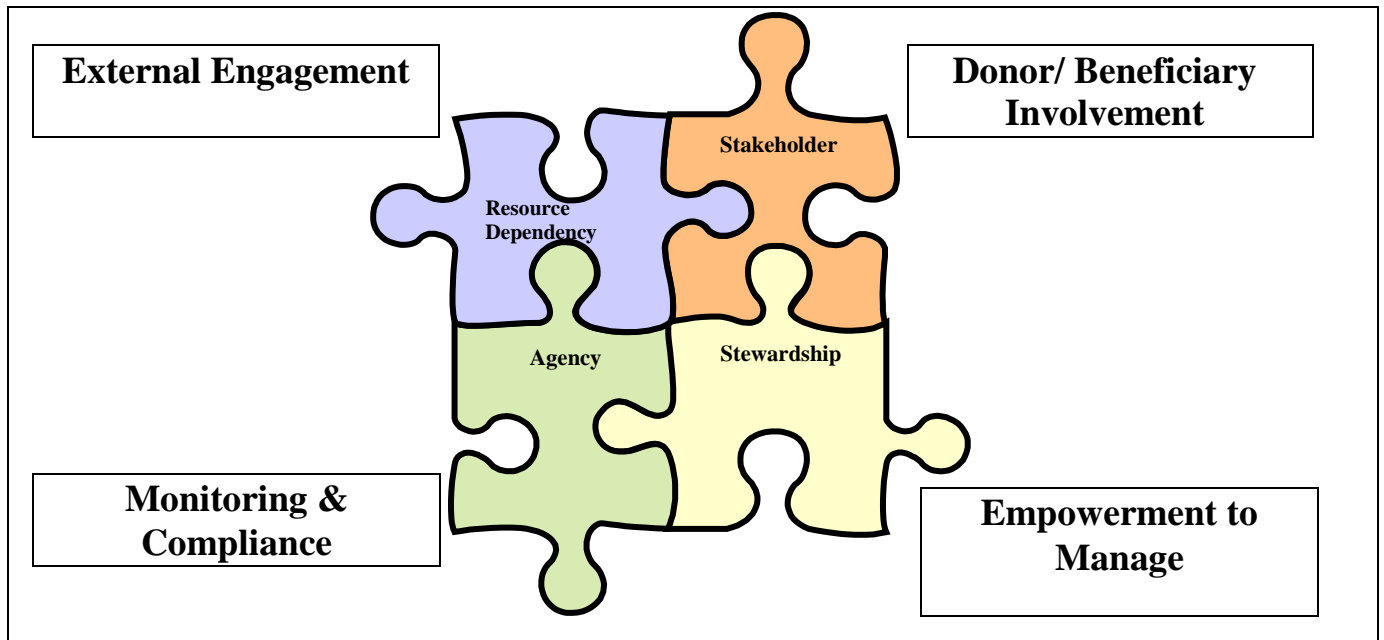 External Engagement
Donor/ Beneficiary
Involvement
Stakeholder
Resource
Dependency
Agency
Stewardship
Monitoring &
Compliance
Empowerment to
Manage